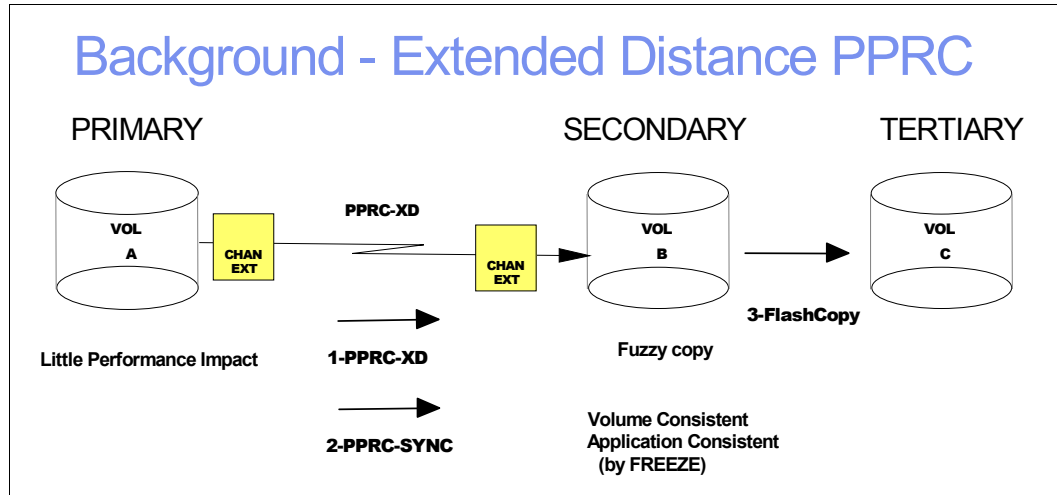 Background - Extended Distance PPRC
PRIMARY
SECONDARY
TERTIARY
VOL
A
CHAN
EXT
PPRC-XD
CHAN
EXT
VOL
B
VOL
C
3-FlashCopy
Little Performance Impact
1-PPRC-XD
Fuzzy copy
2-PPRC-SYNC
Volume Consistent
Application Consistent
(by FREEZE)